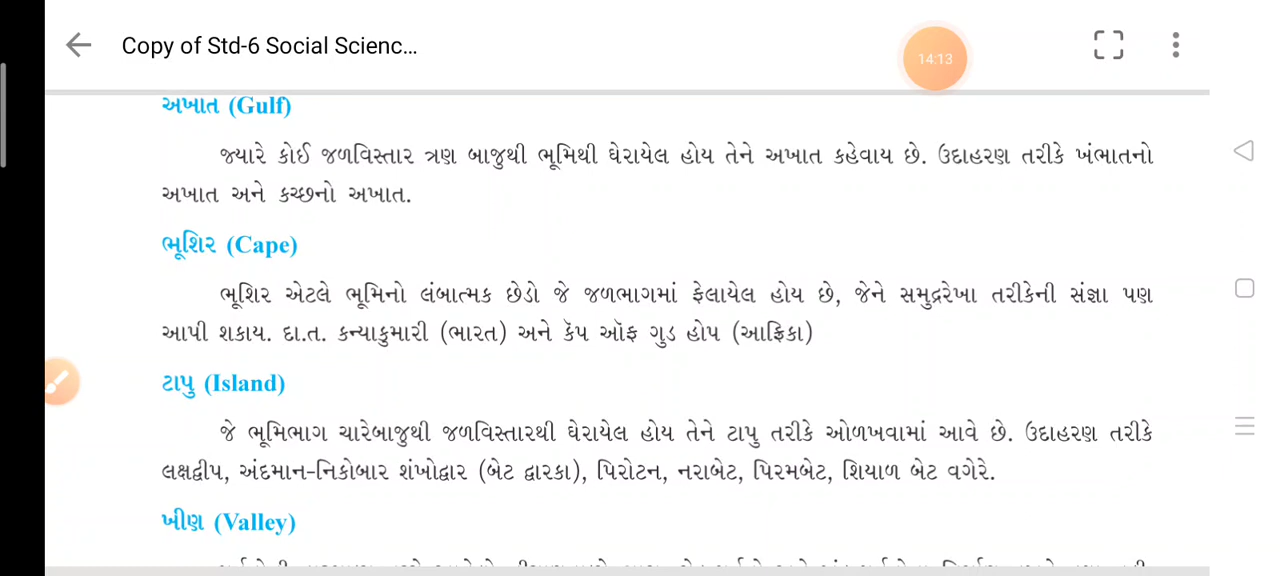 Copy of Std-6 Social Scienc...
14:13
અખાત (Gulf)
જ્યારે કોઈ જળવિસ્તાર ત્રણ બાજુથી ભૂમિથી ઘેરાયેલ હોય તેને અખાત કહેવાય છે. ઉદાહરણ તરીકે ખંભાતનો
અખાત અને કચ્છનો અખાત.
ભૂશિર (Cape)
ભૂશિર એટલે ભૂમિનો લંબાત્મક છેડો જે જળભાગમાં ફેલાયેલ હોય છે, જેને સમુદ્રરેખા તરીકેની સંજ્ઞા પણ
આપી શકાય. દા.ત. કન્યાકુમારી (ભારત) અને કૅપ ઑફ ગુડ હોપ (આફ્રિકા)
ટાપુ (Island)
જે ભૂમિભાગ ચારેબાજુથી જળવિસ્તારથી ઘેરાયેલ હોય તેને ટાપુ તરીકે ઓળખવામાં આવે છે. ઉદાહરણ તરીકે
લક્ષદ્વીપ, અંદમાન-નિકોબાર શંખોદ્વાર (બેટ દ્વારકા), પિરોટન, નરાબેટ, પિરમબેટ, શિયાળ બેટ વગેરે.
ખીણ (Valley)